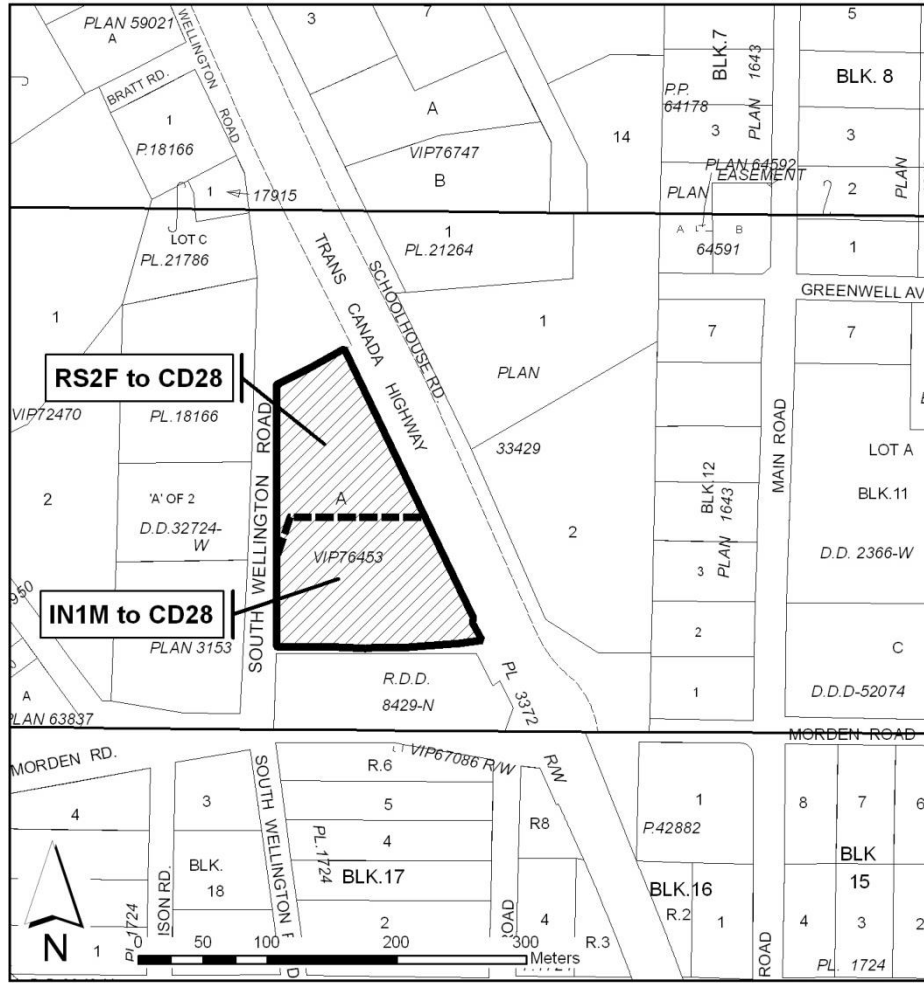 PLAN 59021
A
BRATT RD.
WELLINGTON
ROAD
1
P.18166
1
17915
3
7
A
VIP76747
B
14
BLK.7
PLAN 1643
P.P.
64178
3
PLAN 64592
EASEMENT
PLAN
5
BLK. 8
3
2
PLAN
LOT C
PL.21786
1
VIP72470
2
PL.18166
'A' OF 2
D.D.32724-
W
PLAN 3153
A
PLAN 63837
TRANS CANADA HIGHWAY
SCHOOLHOUSE RD.
1
PL.21264
1
PLAN
33429
2
A B
64591
1
GREENWELL AV
7
7
MAIN ROAD
BLK.12
PLAN 1643
3
2
1
LOT A
BLK.11
D.D. 2366-W
C
D.D.D-52074
RS2F to CD28
SOUTH WELLINGTON ROAD
A
VIP76453
IN1M to CD28
R.D.D.
8429-N
PL 3372
R/W
MORDEN ROAD
MORDEN RD.
4
1
PL. 1724
ISON RD.
3
BLK.
18
SOUTH WELLINGTON
VIP67086 R/W
R.6
5
4
PL.1724
BLK.17
2
OAD
R8
4
R.3
1
P.42882
BLK.16
R.2
1
ROAD
8
7
6
BLK
15
4
3
2
PL. 1724
N
0 50 100 200 300
Meters